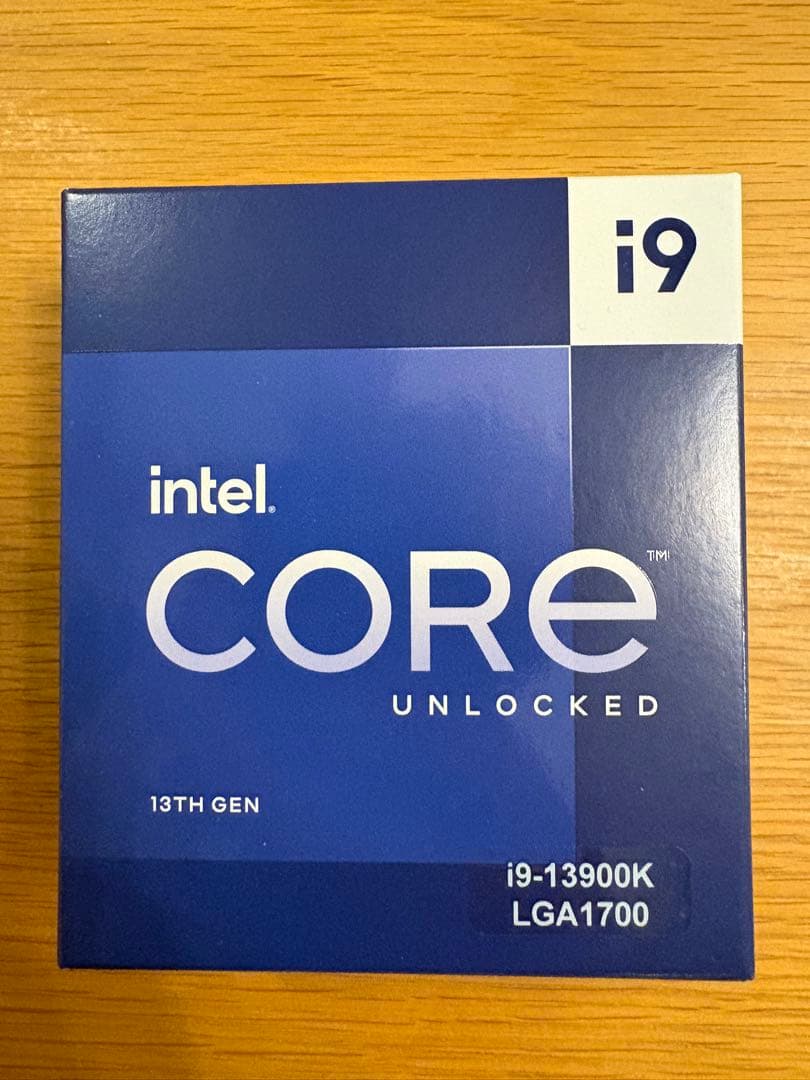 i9
intel®
CORE™
UNLOCKED
13TH GEN
i9-13900K
LGA1700